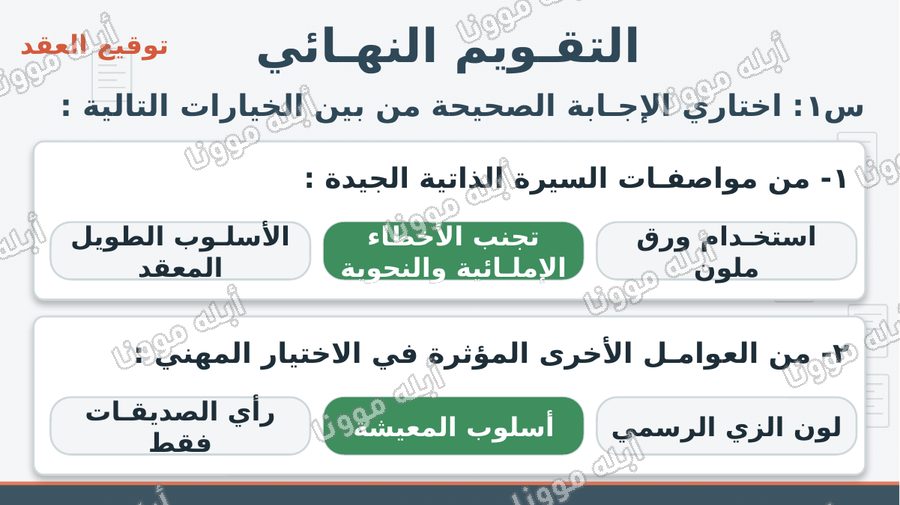 التقـويم النهـائي
توقيع العقد
س١: اختاري الإجـابة الصحيحة من بين الخيارات التالية :
١- من مواصفـات السيرة الذاتية الجيدة :
استخـدام ورق
ملون
تجنب الأخطاء
الإملـائية والنحوية
الأسلـوب الطويل
المعقد
٢- من العوامـل الأخرى المؤثرة في الاختيار المهني :
لون الزي الرسمي
أسلوب المعيشة
رأي الصديقـات
فقط
أبله موونا